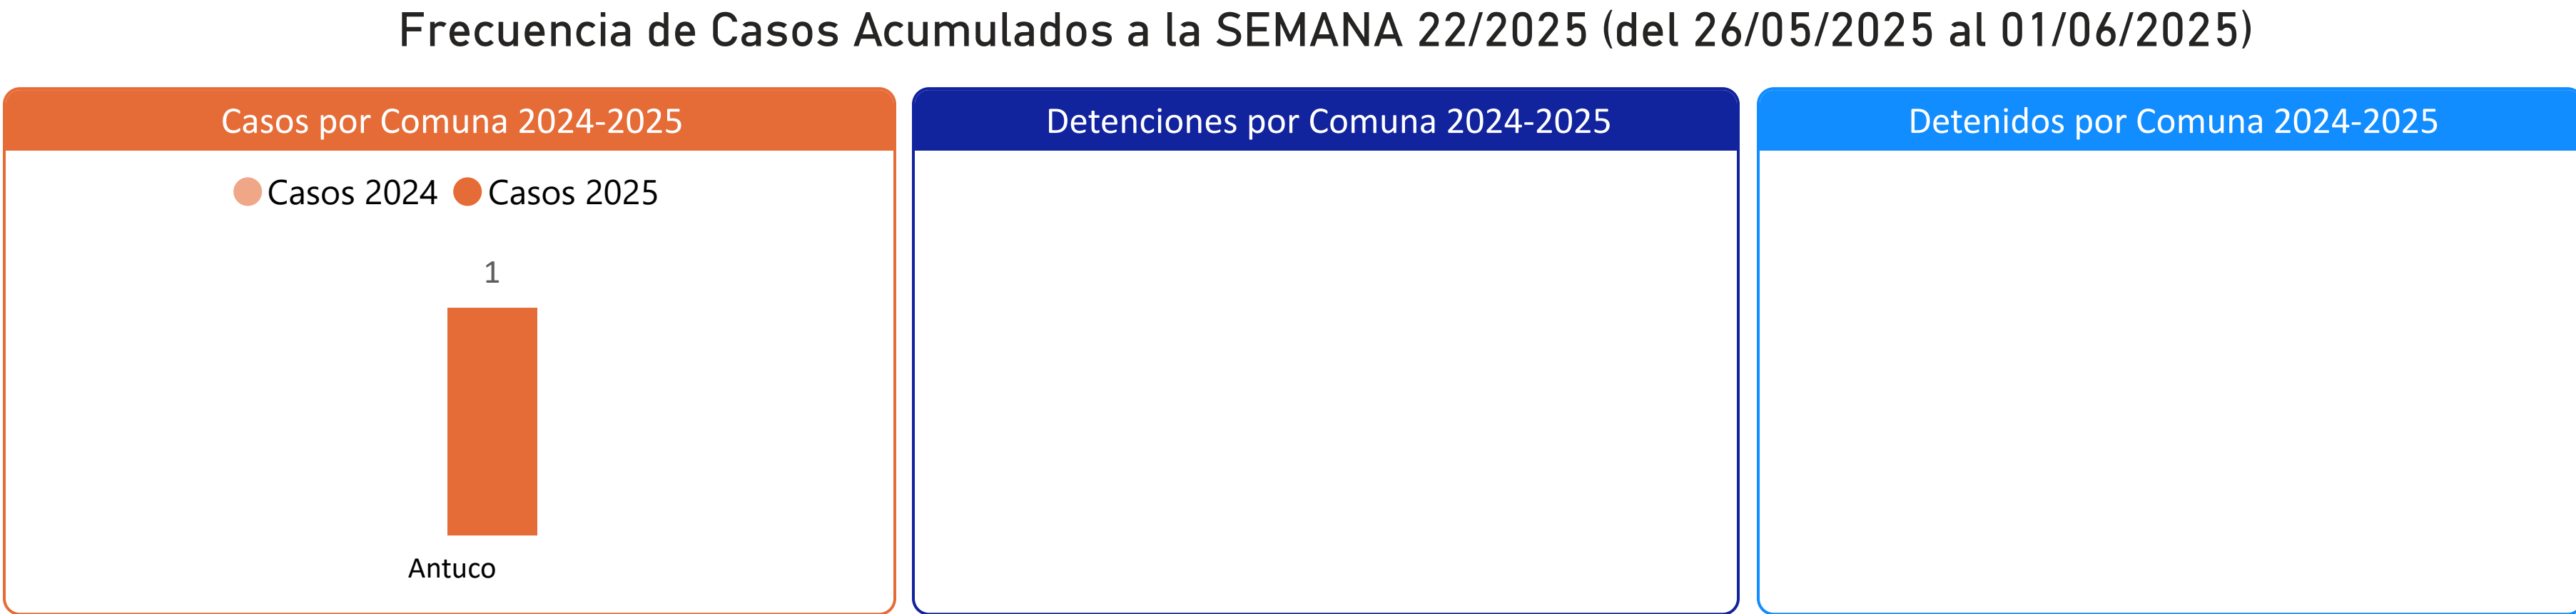 Frecuencia de Casos Acumulados a la SEMANA 22/2025 (del 26/05/2025 al 01/06/2025)
Casos por Comuna 2024-2025
Casos 2024 Casos 2025
1
Antuco
Detenciones por Comuna 2024-2025
Detenidos por Comuna 2024-2025